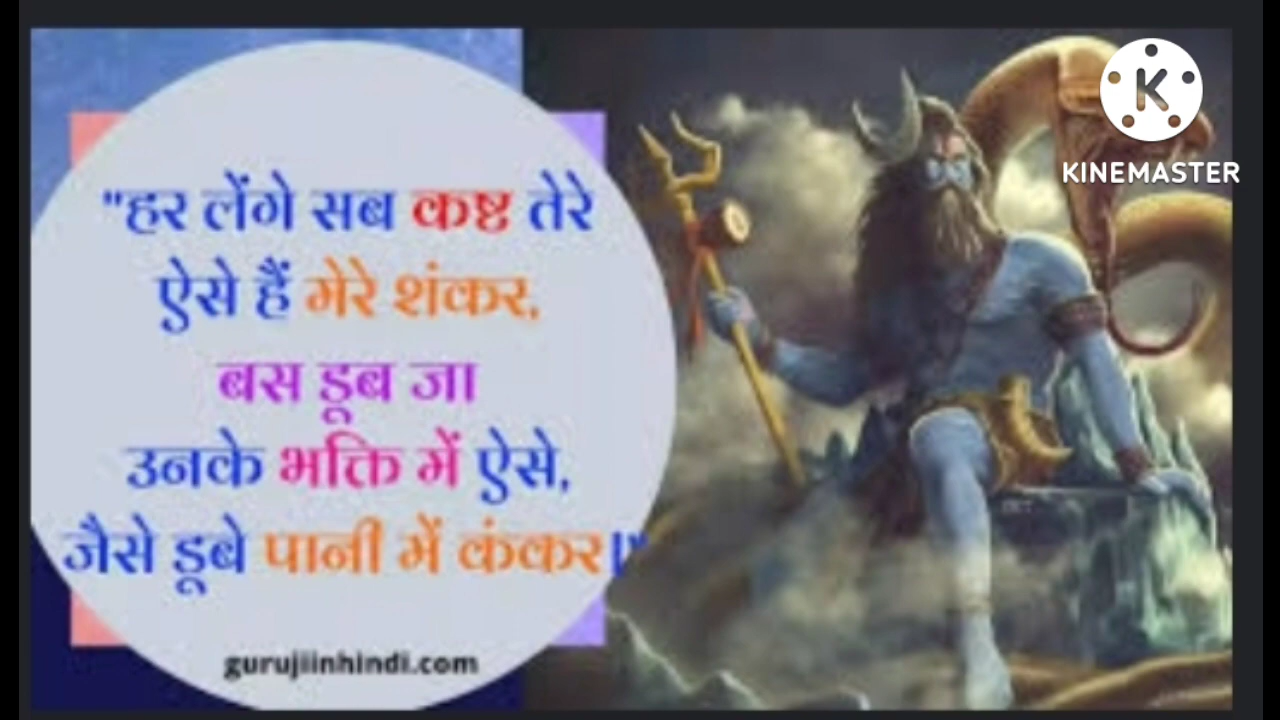 "हर लेंगे सब कष्ट तेरे
ऐसे हैं मेरे शंकर,
बस डूब जा
उनके भक्ति में ऐसे,
जैसे डूबे पानी में कंकर।"
gurujiinhindi.com
K
KINEMASTER